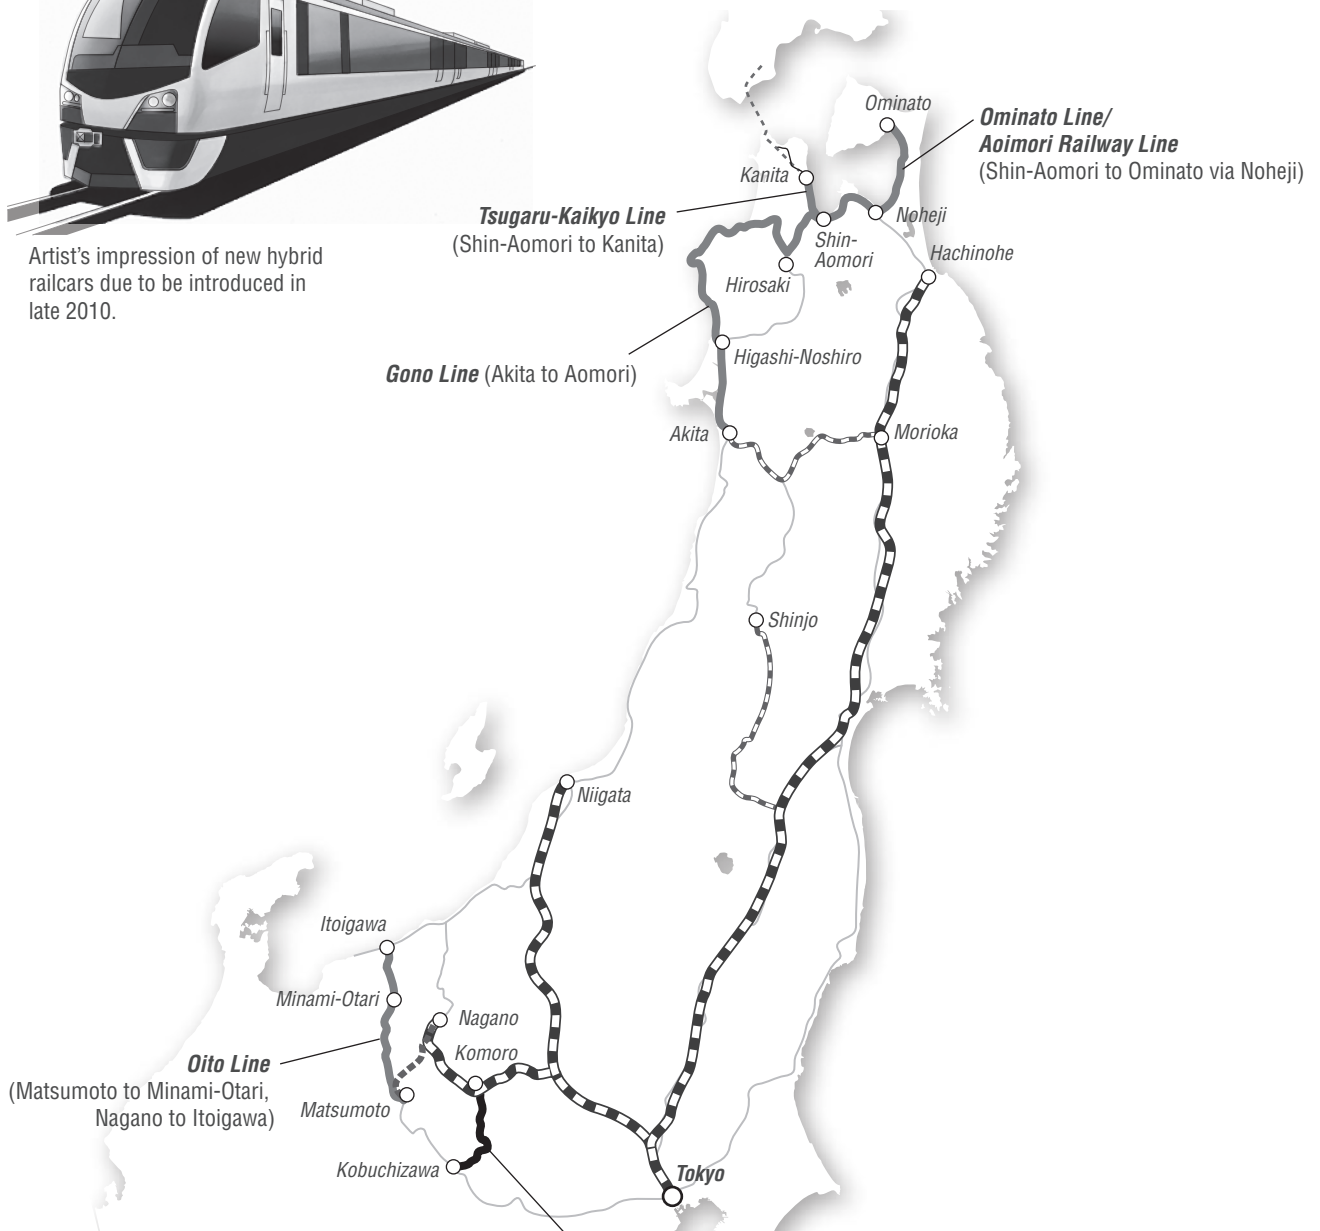 Ominato
Ominato Line/
Aoimori Railway Line
(Shin-Aomori to Ominato via Noheji)
Kanita
Tsugaru-Kaikyo Line
(Shin-Aomori to Kanita)
Noheji
Shin-
Aomori
Hachinohe
Artist’s impression of new hybrid
railcars due to be introduced in
late 2010.
Hirosaki
Higashi-Noshiro
Gono Line (Akita to Aomori)
Akita
Morioka
Shinjo
Niigata
Itoigawa
Minami-Otari
Nagano
Komoro
Oito Line
(Matsumoto to Minami-Otari,
Nagano to Itoigawa)
Matsumoto
Kobuchizawa
Tokyo